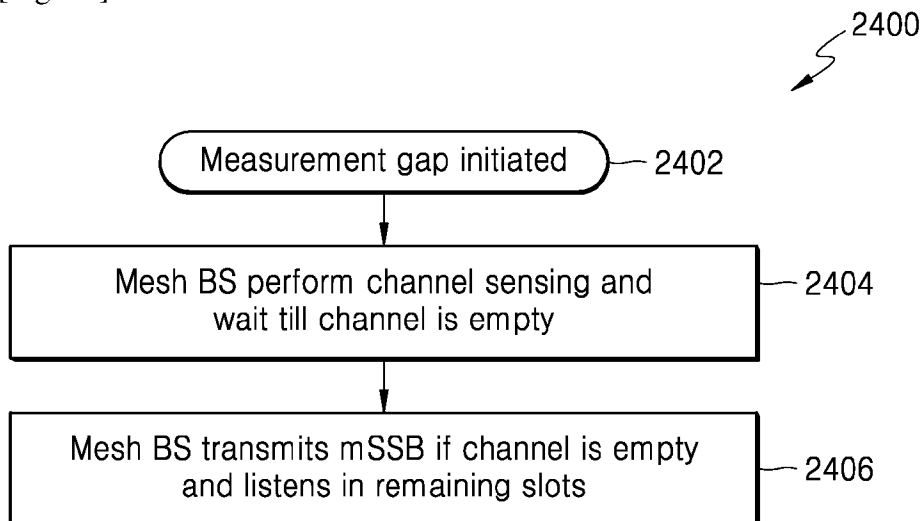 2400
Measurement gap initiated
2402
Mesh BS perform channel sensing and
wait till channel is empty
2404
Mesh BS transmits mSSB if channel is empty
and listens in remaining slots
2406